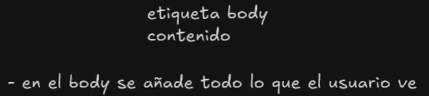 etiqueta body
contenido
- en el body se añade todo lo que el usuario ve